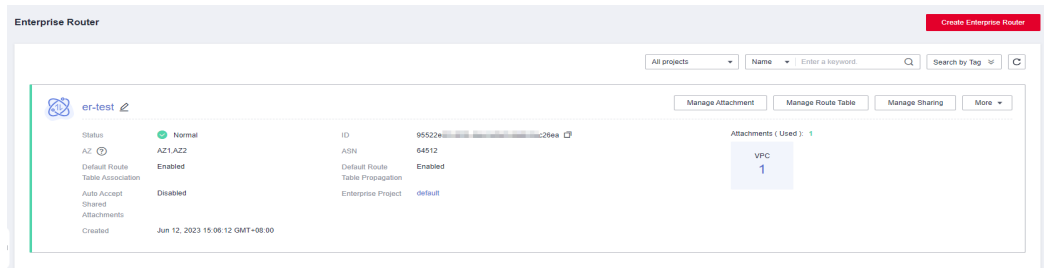 Enterprise Router
Create Enterprise Router
All projects
Name
Enter a keyword.
Search by Tag
er-test
Manage Attachment
Manage Route Table
Manage Sharing
More
Status
Normal
ID
95522e
c26ea
Attachments ( Used ): 1
AZ
AZ1,AZ2
ASN
64512
VPC
1
Default Route
Table Association
Enabled
Default Route
Table Propagation
Enabled
Auto Accept
Shared
Attachments
Disabled
Enterprise Project
default
Created
Jun 12, 2023 15:06:12 GMT+08:00